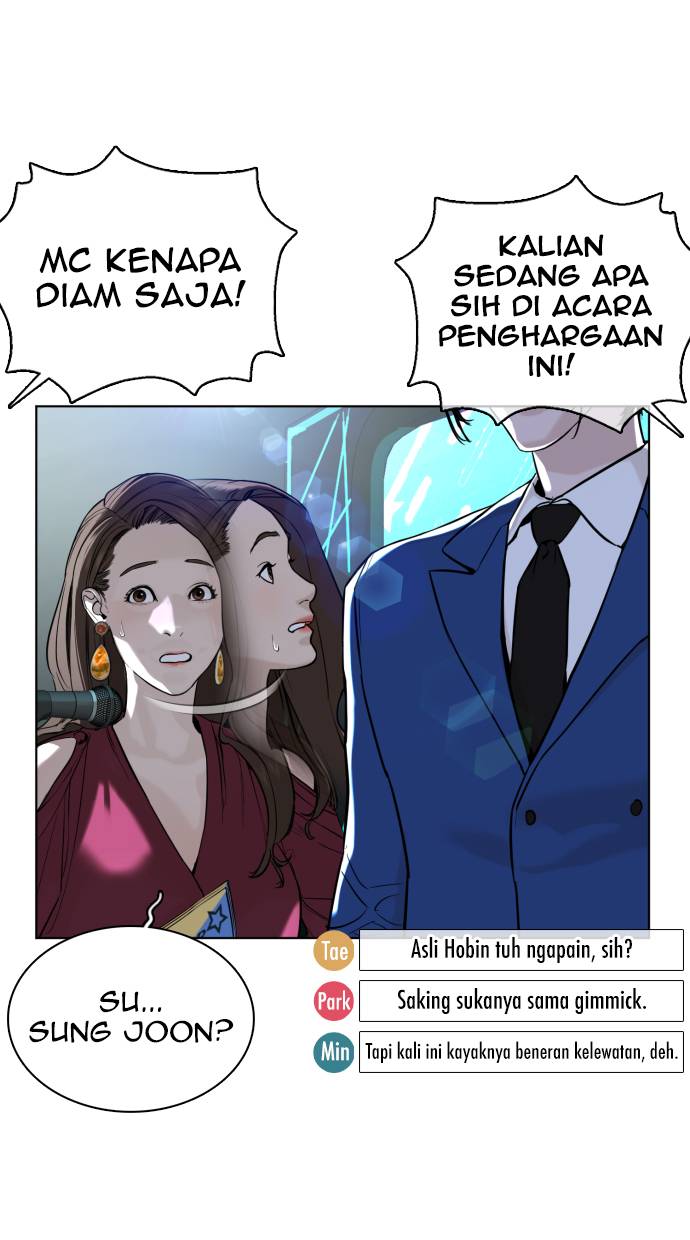 MC KENAPA
DIAM SAJA!
KALIAN
SEDANG APA
SIH DI ACARA
PENGHARGAAN
INI!
SU...
SUNG JOON?
Tae
Asli Hobin tuh ngapain, sih?
Park
Saking sukanya sama gimmick.
Min
Tapi kali ini kayaknya beneran kelewatan, deh.